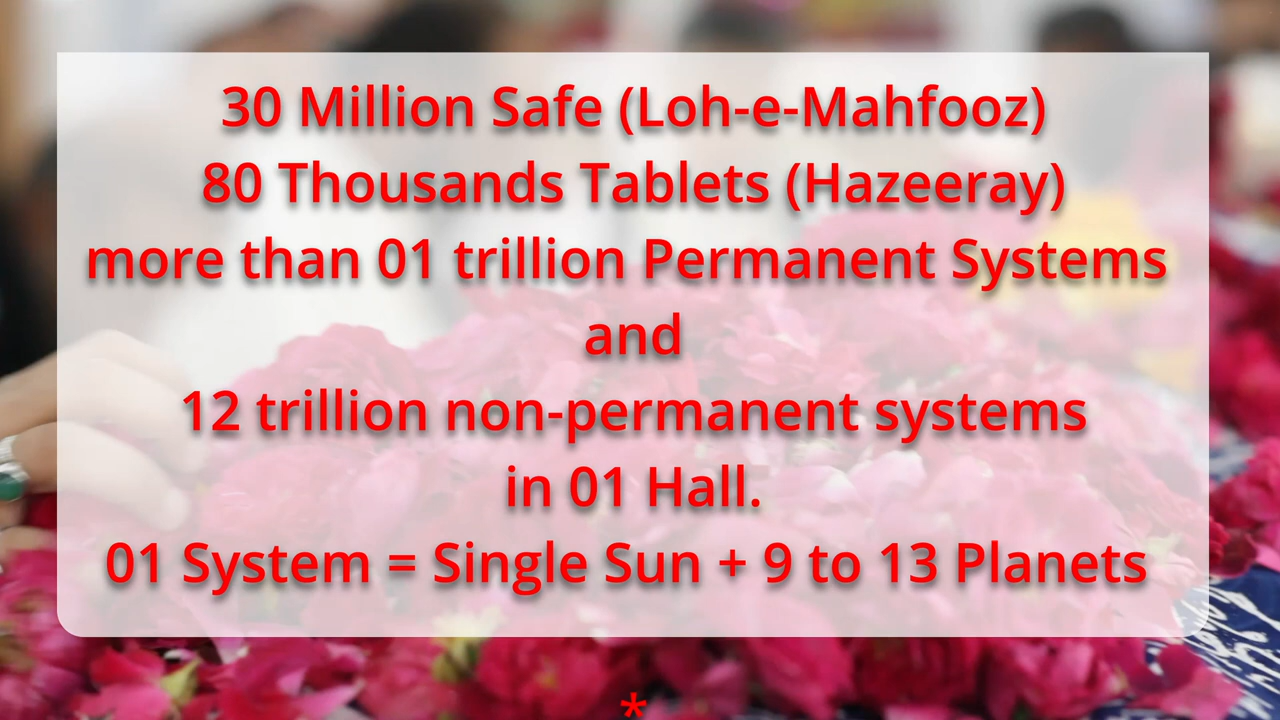 30 Million Safe (Loh-e-Mahfooz)
80 Thousands Tablets (Hazeeray)
more than 01 trillion Permanent Systems
and
12 trillion non-permanent systems
in 01 Hall.
01 System = Single Sun + 9 to 13 Planets
*